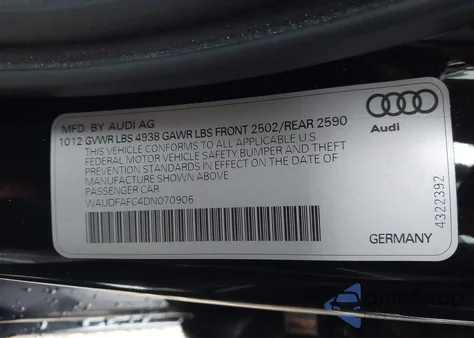 MFD. BY AUDI AG
1012 GVWR LBS 4938 GAWR LBS FRONT 2502/REAR 2590
THIS VEHICLE CONFORMS TO ALL APPLICABLE U.S.
FEDERAL MOTOR VEHICLE SAFETY, BUMPER AND THEFT
PREVENTION STANDARDS IN EFFECT ON THE DATE OF
MANUFACTURE SHOWN ABOVE
PASSENGER CAR
WAUDFAFC4DN070906
Audi
4322392
GERMANY